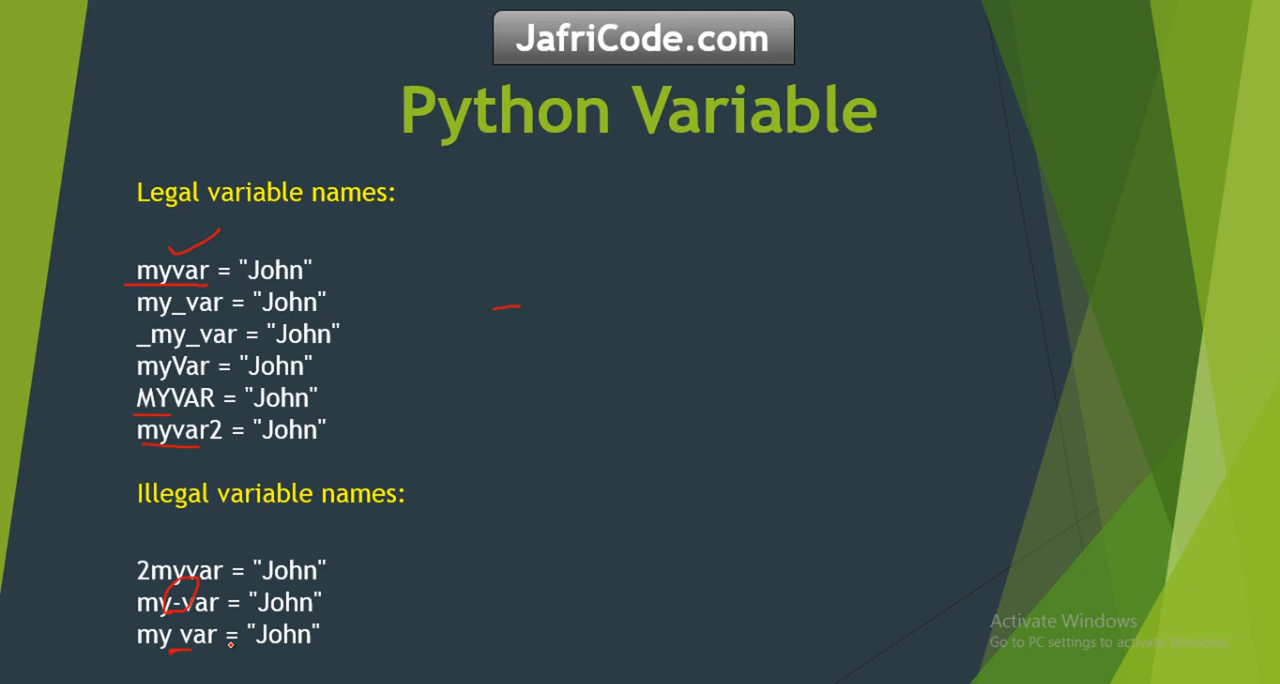 JafriCode.com
Python Variable
Legal variable names:
myvar = "John"
my_var = "John"
_my_var = "John"
myVar = "John"
MYVAR = "John"
myvar2 = "John"
Illegal variable names:
2myvar = "John"
my-var = "John"
my var = "John"
Activate Windows
Go to PC settings to activate Windows.